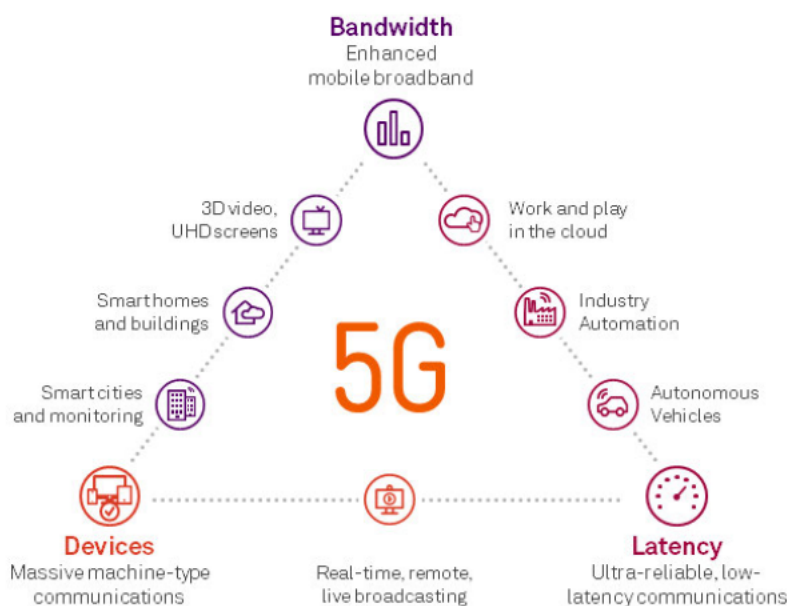 Bandwidth
Enhanced
mobile broadband
3D video,
UHD screens
Work and play
in the cloud
Smart homes
and buildings
Industry
Automation
5G
Smart cities
and monitoring
Autonomous
Vehicles
Devices
Massive machine-type
communications
Real-time, remote,
live broadcasting
Latency
Ultra-reliable, low-
latency communications